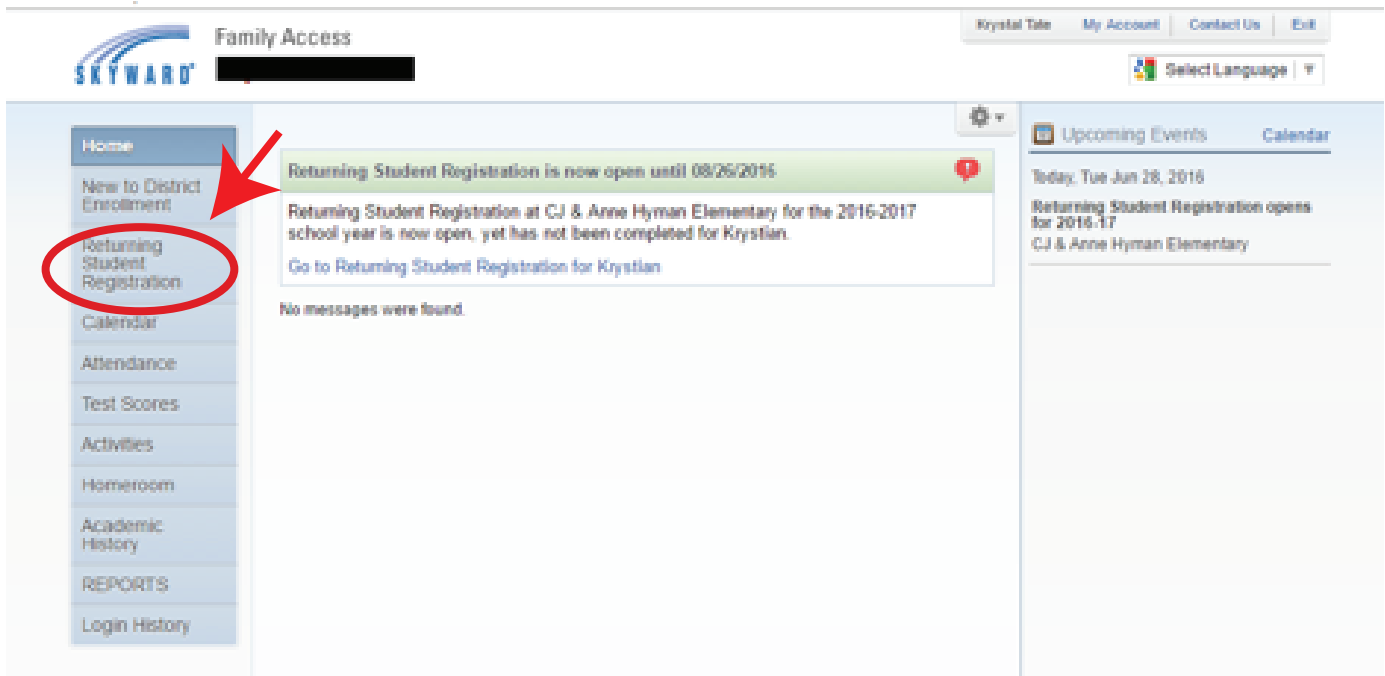 Krystal Tate My Account Contact Us Exit
SKYWARD®
Family Access
Select Language
Home
New to District
Enrollment
Returning
Student
Registration
Calendar
Attendance
Test Scores
Activities
Homeroom
Academic
History
REPORTS
Login History
Returning Student Registration is now open until 08/26/2016
Returning Student Registration at CJ & Anne Hyman Elementary for the 2016-2017
school year is now open, yet has not been completed for Krystian.
Go to Returning Student Registration for Krystian
No messages were found.
Upcoming Events Calendar
Today, Tue Jun 28, 2016
Returning Student Registration opens
for 2016-17
CJ & Anne Hyman Elementary